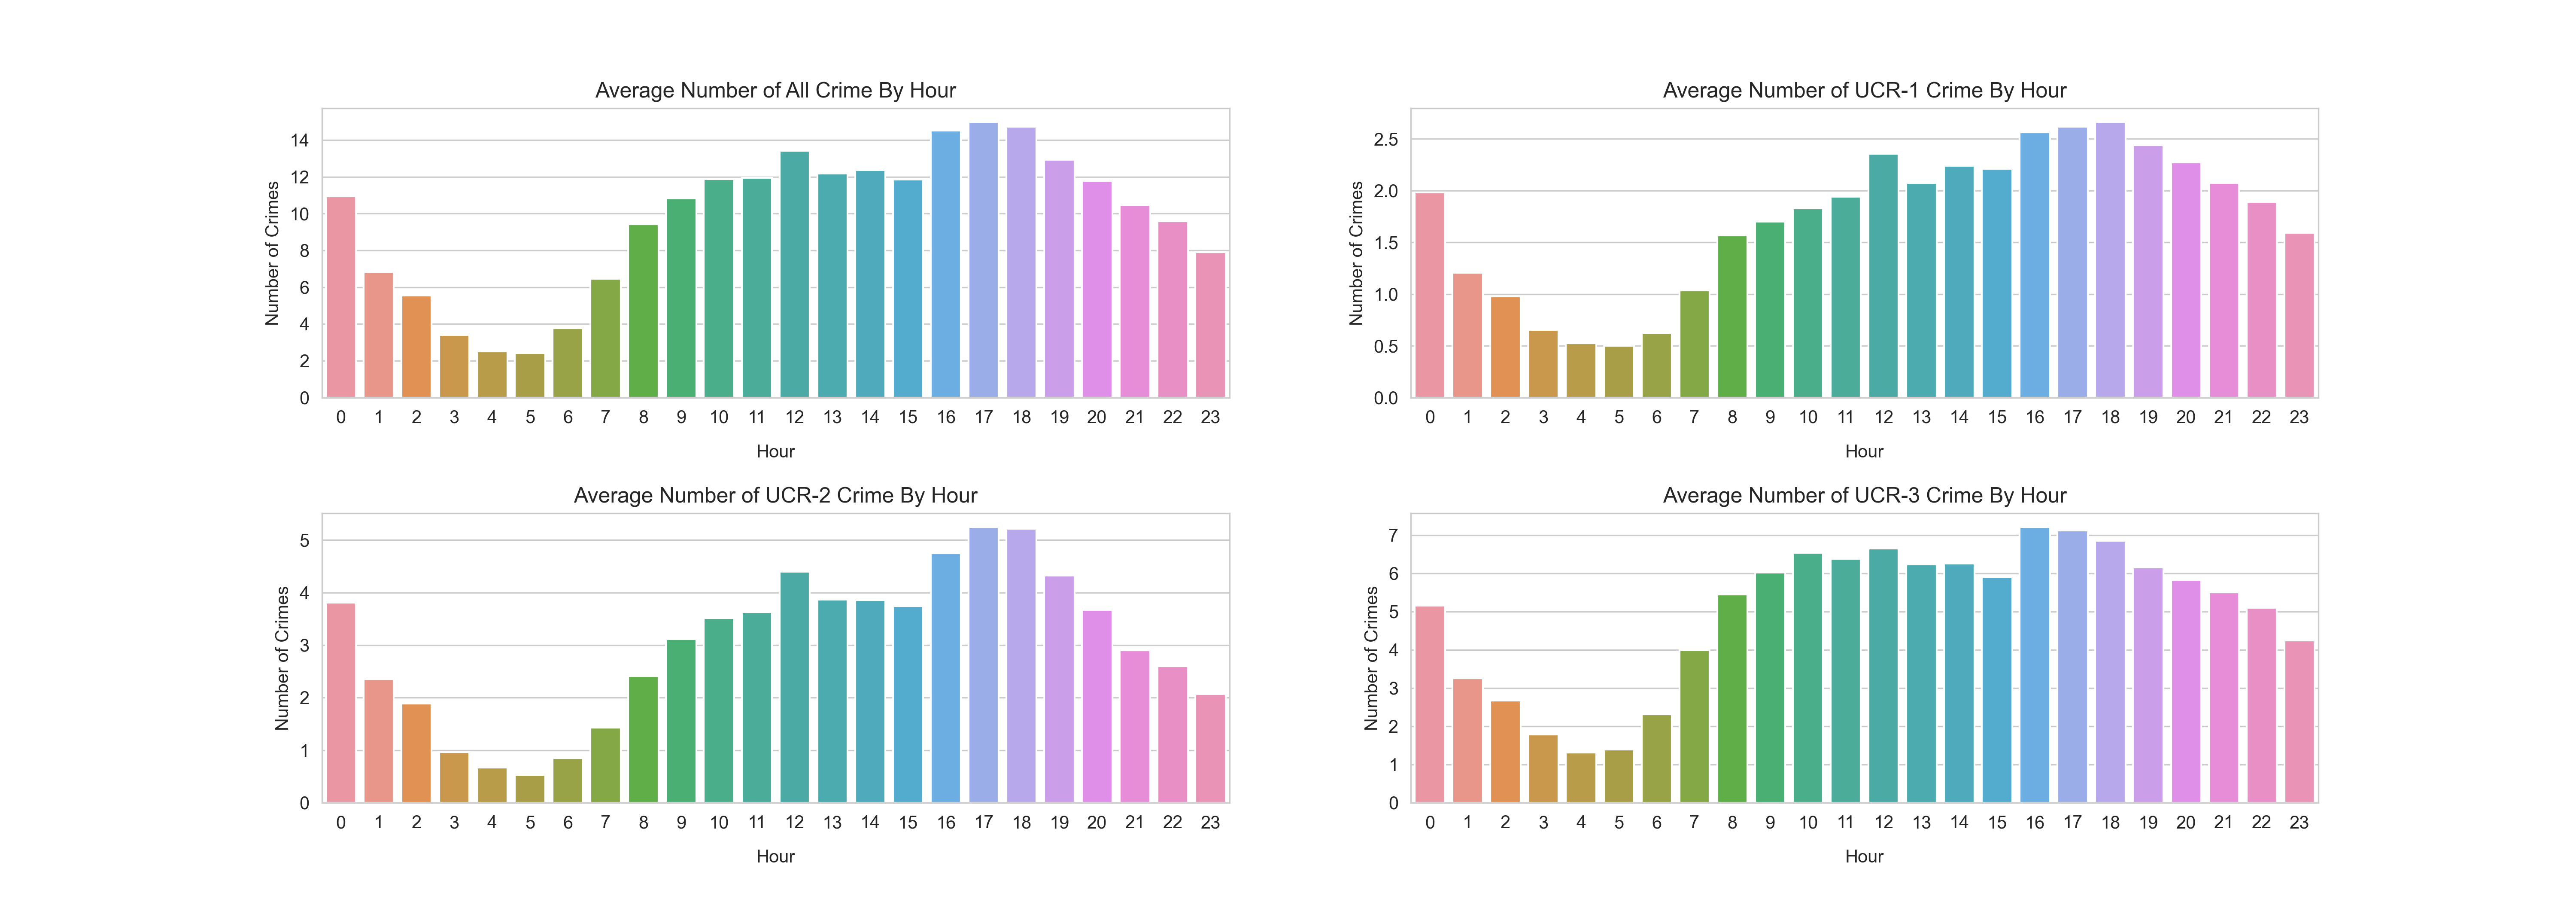 Average Number of All Crime By Hour
Number of Crimes
14
12
10
8
6
4
2
0
0 1 2 3 4 5 6 7 8 9 10 11 12 13 14 15 16 17 18 19 20 21 22 23
Hour
Average Number of UCR-1 Crime By Hour
Number of Crimes
2.5
2.0
1.5
1.0
0.5
0.0
0 1 2 3 4 5 6 7 8 9 10 11 12 13 14 15 16 17 18 19 20 21 22 23
Hour
Average Number of UCR-2 Crime By Hour
Number of Crimes
5
4
3
2
1
0
0 1 2 3 4 5 6 7 8 9 10 11 12 13 14 15 16 17 18 19 20 21 22 23
Hour
Average Number of UCR-3 Crime By Hour
Number of Crimes
7
6
5
4
3
2
1
0
0 1 2 3 4 5 6 7 8 9 10 11 12 13 14 15 16 17 18 19 20 21 22 23
Hour